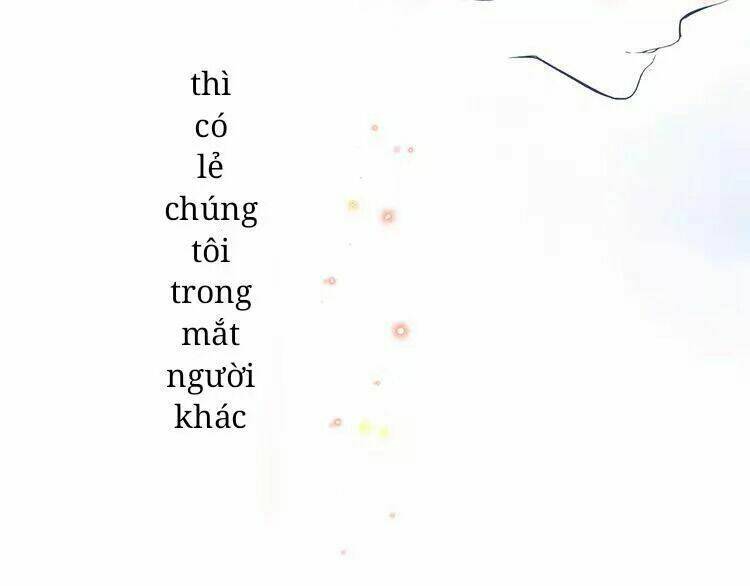 thì
có
lẻ
chúng
tôi
trong
mắt
người
khác